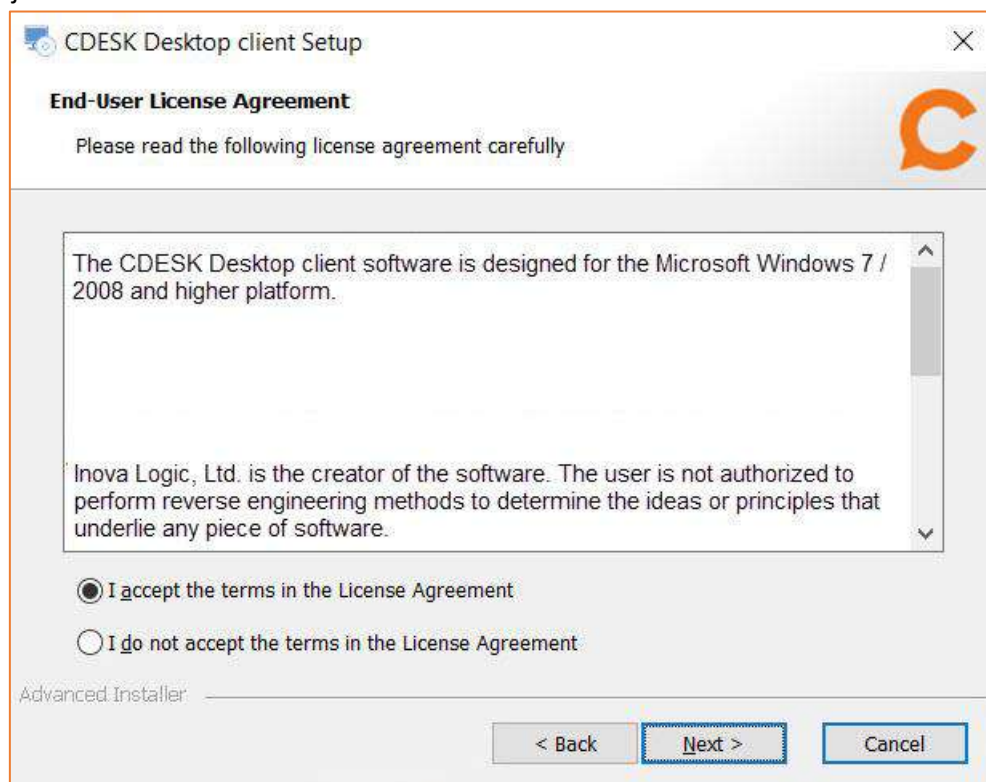 CDESK Desktop client Setup
End-User License Agreement
Please read the following license agreement carefully
The CDESK Desktop client software is designed for the Microsoft Windows 7 /
2008 and higher platform.
Inova Logic, Ltd. is the creator of the software. The user is not authorized to
perform reverse engineering methods to determine the ideas or principles that
underlie any piece of software.
I accept the terms in the License Agreement
I do not accept the terms in the License Agreement
Advanced Installer
< Back Next > Cancel